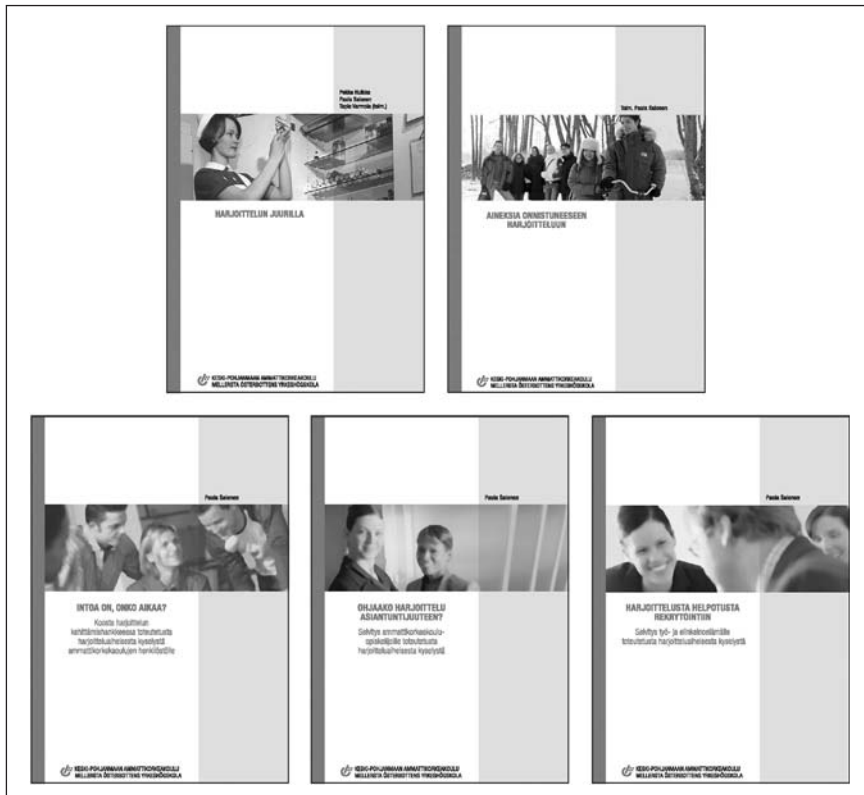 Pekka Hulkko
Paula Salonen
Tapio Varmola (toim.)
HARJOITTELUN JUURILLA
KESKI-POHJANMAAN AMMATTIKORKEAKOULU
MELLERSTA ÖSTERBOTTENS YRKESHÖGSKOLA
Toim. Paula Salonen
AINEKSIA ONNISTUNEESEEN
HARJOITTELUUN
KESKI-POHJANMAAN AMMATTIKORKEAKOULU
MELLERSTA ÖSTERBOTTENS YRKESHÖGSKOLA
Paula Salonen
INTOA ON, ONKO AIKAA?
Kooste harjoittelun
kehittämishankkeessa toteutetusta
harjoitteluaiheisesta kyselystä
ammattikorkeakoulujen henkilöstölle
KESKI-POHJANMAAN AMMATTIKORKEAKOULU
MELLERSTA ÖSTERBOTTENS YRKESHÖGSKOLA
Paula Salonen
OHJAAKO HARJOITTELU
ASIANTUNTIJUUTEEN?
Selvitys ammattikorkeakoulu-
opiskelijoille toteutetusta
harjoitteluaiheisesta kyselystä
KESKI-POHJANMAAN AMMATTIKORKEAKOULU
MELLERSTA ÖSTERBOTTENS YRKESHÖGSKOLA
Paula Salonen
HARJOITTELUSTA HELPOTUSTA
REKRYTOINTIIN
Selvitys työ- ja elinkeinoelämälle
toteutetusta harjoitteluaiheisesta kyselystä
KESKI-POHJANMAAN AMMATTIKORKEAKOULU
MELLERSTA ÖSTERBOTTENS YRKESHÖGSKOLA